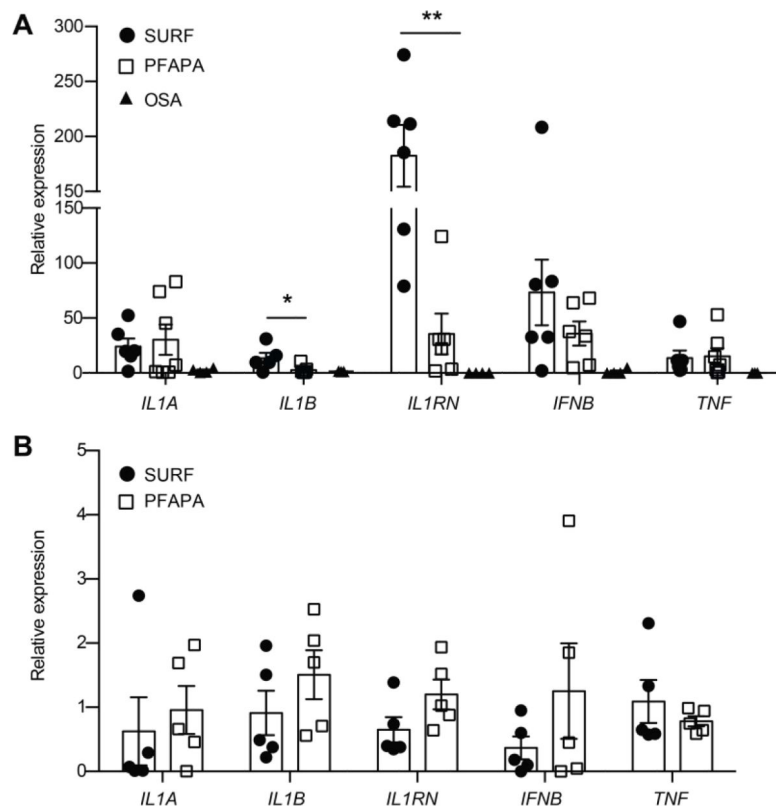 A
300
250
200
150
150
100
50
0
Relative expression
SURF
PFAPA
OSA
**
*
IL1A IL1B IL1RN IFNB TNF
B
5
4
3
2
1
0
Relative expression
SURF
PFAPA
IL1A IL1B IL1RN IFNB TNF